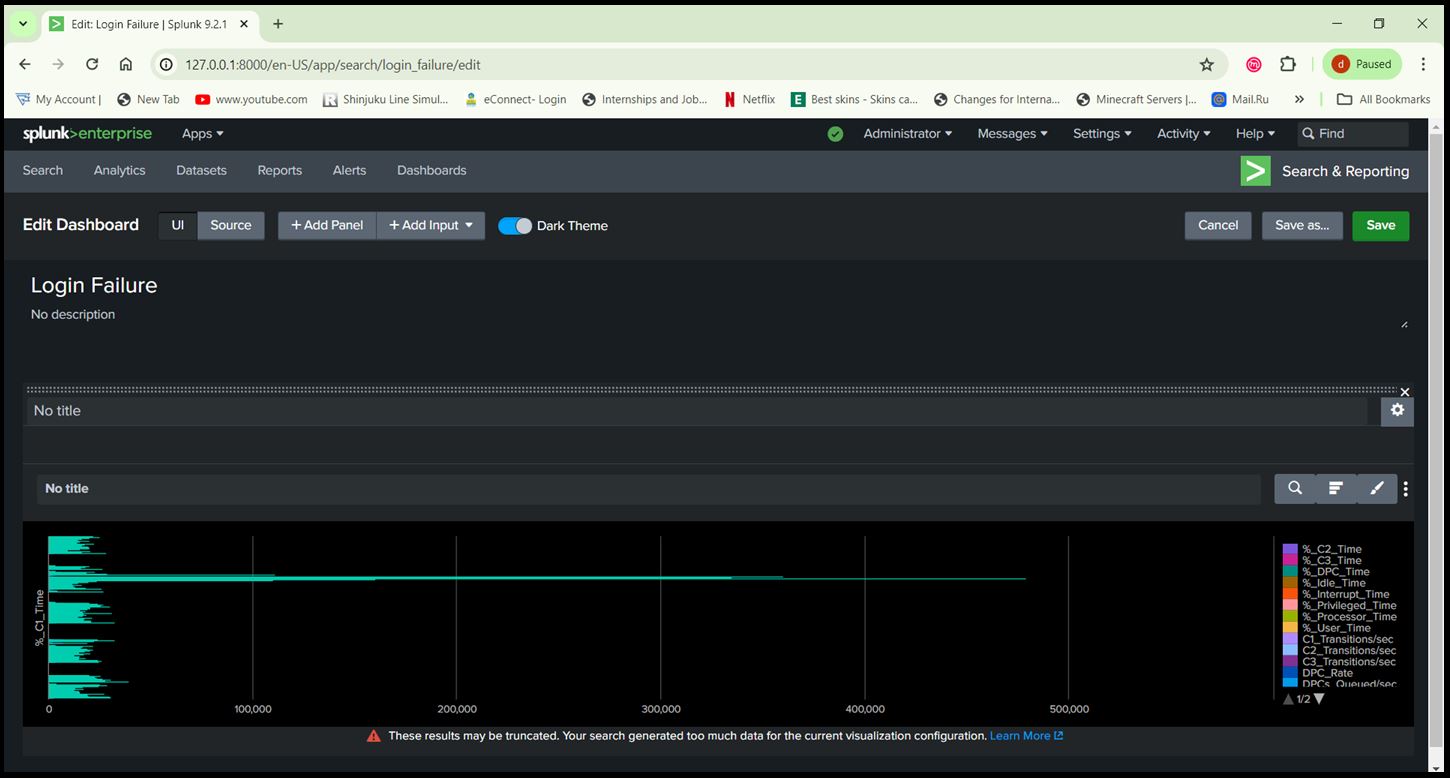 Edit: Login Failure | Splunk 9.2.1
127.0.0.1:8000/en-US/app/search/login_failure/edit
d Paused
My Account |
New Tab
www.youtube.com
Shinjuku Line Simul...
eConnect- Login
Internships and Job...
Netflix
Best skins - Skins ca...
Changes for Interna...
Minecraft Servers |...
Mail.Ru
»
All Bookmarks
splunk>enterprise
Apps
Administrator
Messages
Settings
Activity
Help
Find
Search
Analytics
Datasets
Reports
Alerts
Dashboards
Search & Reporting
Edit Dashboard
UI
Source
+ Add Panel
+ Add Input
Dark Theme
Cancel
Save as...
Save
Login Failure
No description
No title
No title
%_C1_Time
0
100,000
200,000
300,000
400,000
500,000
%_C2_Time
%_C3_Time
%_DPC_Time
%_Idle_Time
%_Interrupt_Time
%_Privileged_Time
%_Processor_Time
%_User_Time
C1_Transitions/sec
C2_Transitions/sec
C3_Transitions/sec
DPC_Rate
DPCs_Queued/sec
1/2
These results may be truncated. Your search generated too much data for the current visualization configuration. Learn More